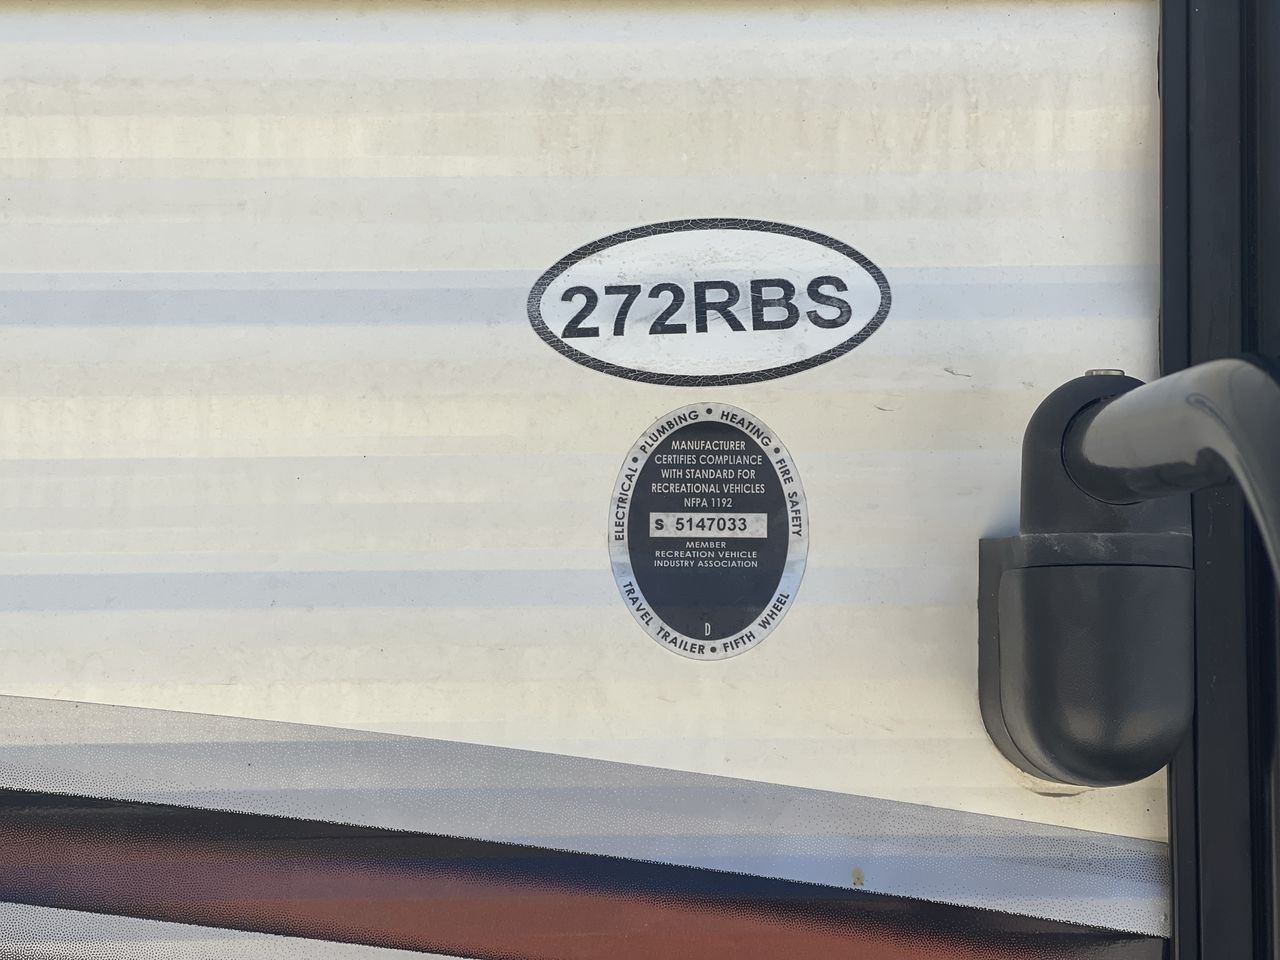 272RBS
ELECTRICAL • PLUMBING • HEATING • FIRE SAFETY
MANUFACTURER
CERTIFIES COMPLIANCE
WITH STANDARD FOR
RECREATIONAL VEHICLES
NFPA 1192
S 5147033
MEMBER
RECREATION VEHICLE
INDUSTRY ASSOCIATION
D
TRAVEL TRAILER • FIFTH WHEEL